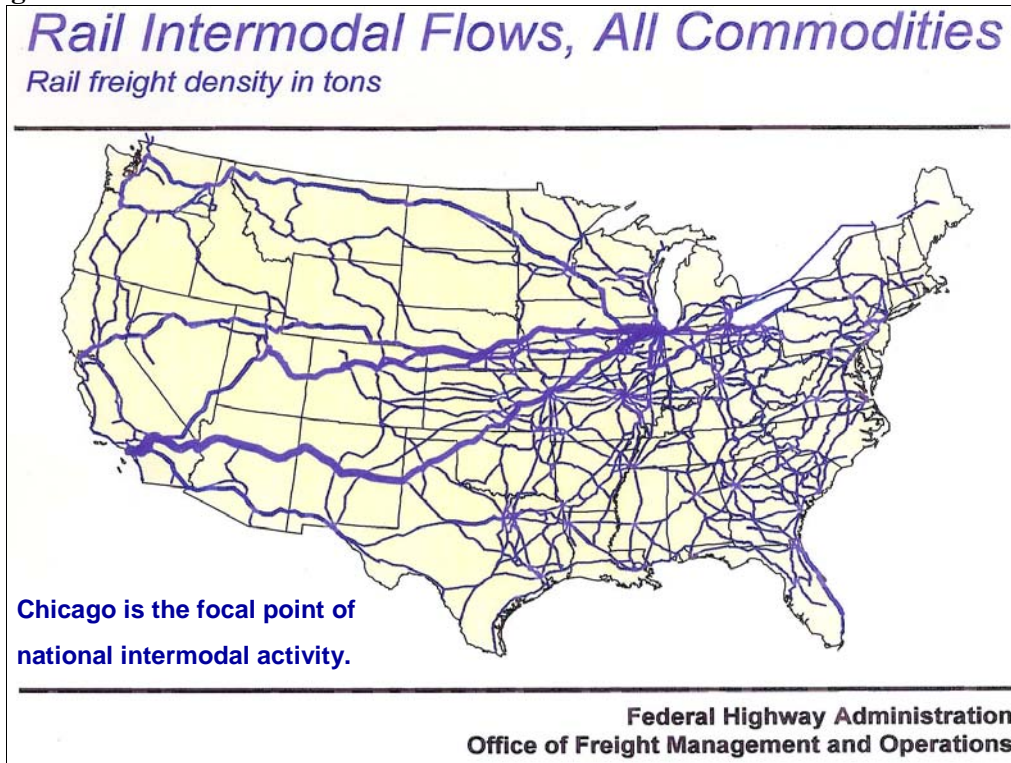 g
Rail Intermodal Flows, All Commodities
Rail freight density in tons
Chicago is the focal point of
national intermodal activity.
Federal Highway Administration
Office of Freight Management and Operations